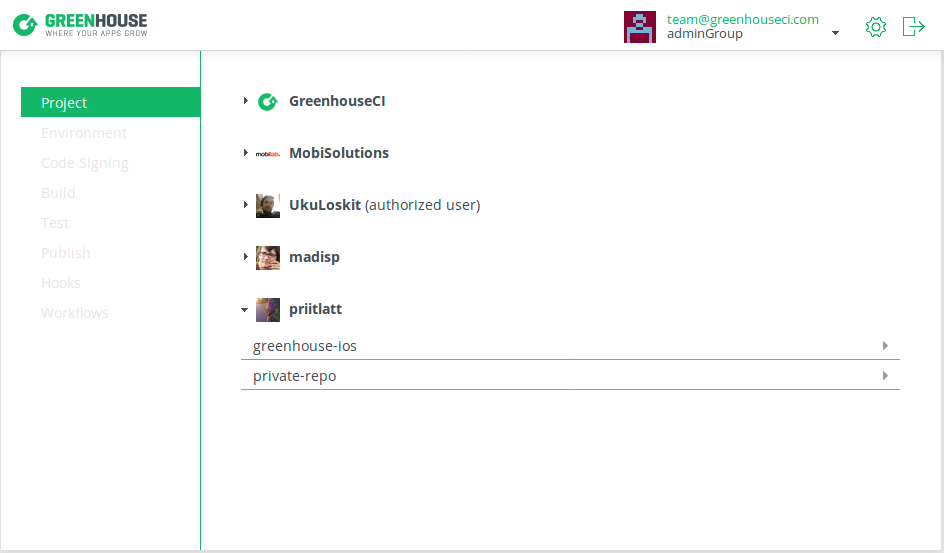 GREENHOUSE
WHERE YOUR APPS GROW
team@greenhouseci.com
adminGroup
Project
Environment
Code Signing
Build
Test
Publish
Hooks
Workflows
GreenhouseCI
mobilab.
MobiSolutions
UkuLoskit (authorized user)
madisp
priitlatt
greenhouse-ios
private-repo